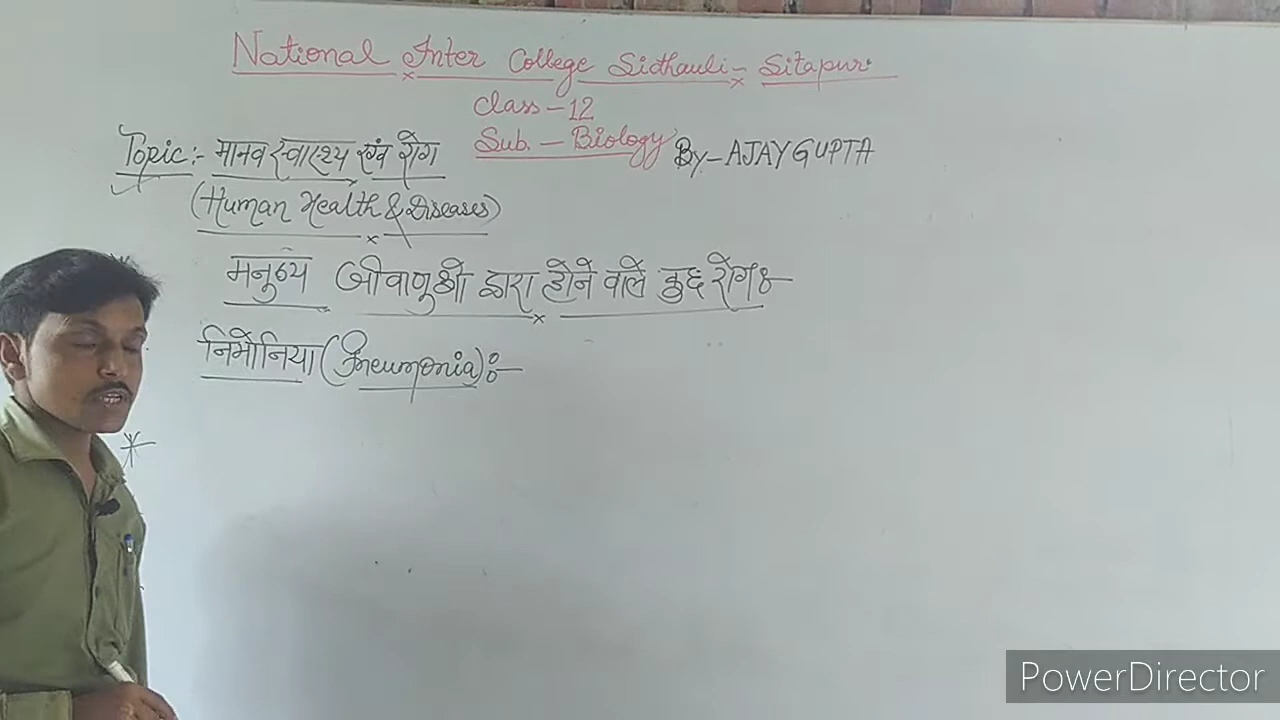 National Inter College Sidhauli - Sitapur
Class - 12
Sub. - Biology
By - AJAY GUPTA
Topic :- मानव स्वास्थ्य एवं रोग
(Human Health & Diseases)
मनुष्य जीवाणुओ द्वारा होने वाले कुछ रोग :-
निमोनिया (Pneumonia) :-
PowerDirector